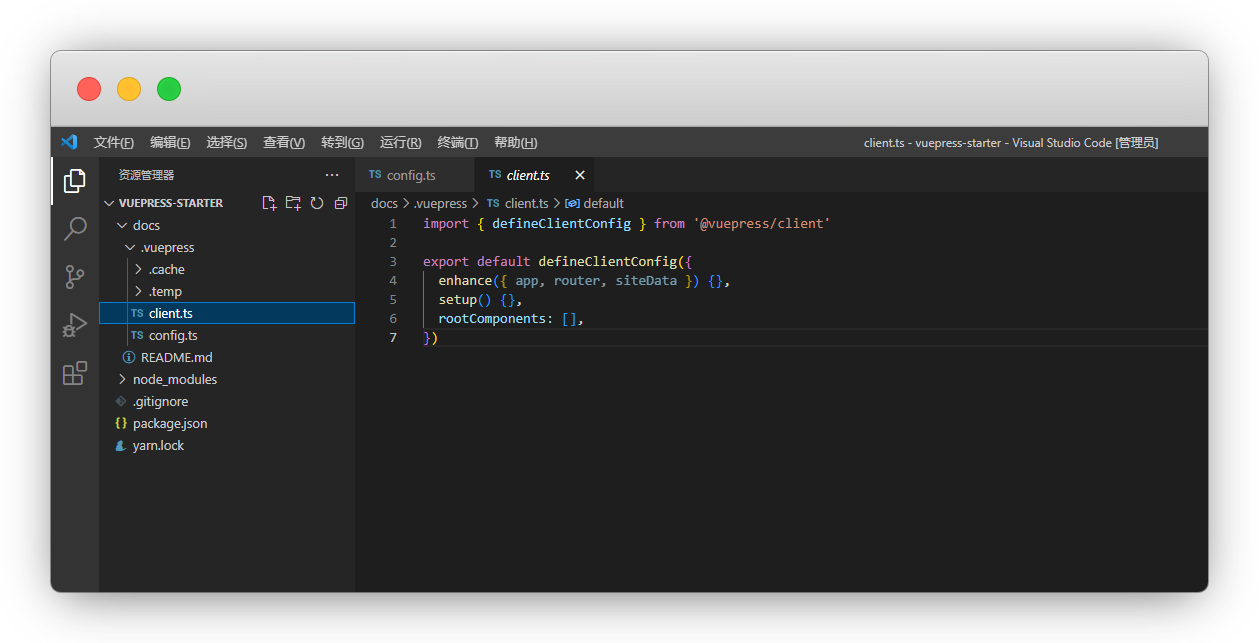 文件(F) 编辑(E) 选择(S) 查看(V) 转到(G) 运行(R) 终端(T) 帮助(H) client.ts - vuepress-starter - Visual Studio Code [管理员]
资源管理器 ···
VUEPRESS-STARTER
docs
.vuepress
.cache
.temp
TS client.ts
TS config.ts
README.md
node_modules
.gitignore
{} package.json
yarn.lock
TS config.ts TS client.ts
docs > .vuepress > TS client.ts > default
1 import { defineClientConfig } from '@vuepress/client'
2
3 export default defineClientConfig({
4 enhance({ app, router, siteData }) {},
5 setup() {},
6 rootComponents: [],
7 })